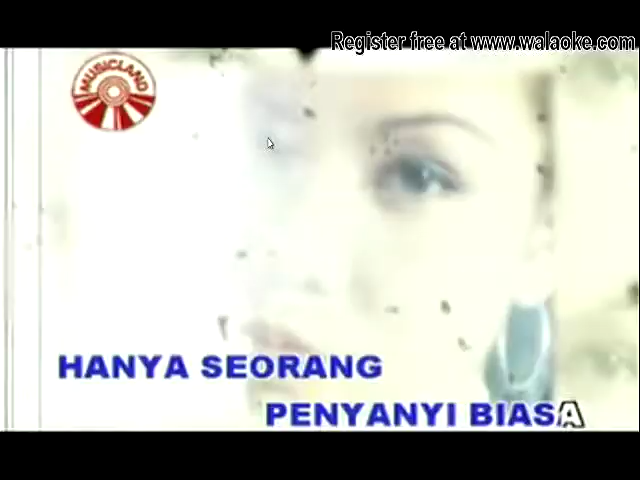 Register free at www.walaoke.com
MUSICLAND
HANYA SEORANG
PENYANYI BIASA